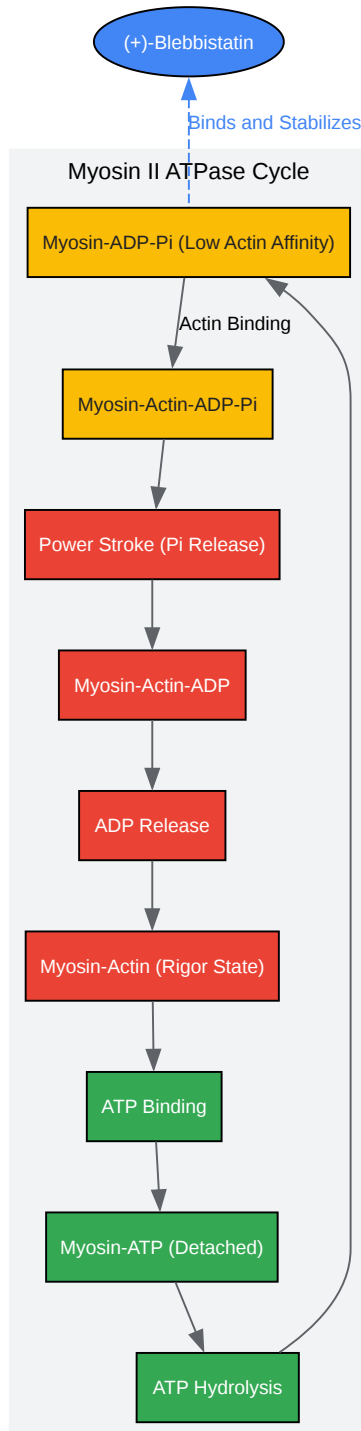 (+)-Blebbistatin
Binds and Stabilizes
Myosin II ATPase Cycle
Myosin-ADP-Pi (Low Actin Affinity)
Actin Binding
Myosin-Actin-ADP-Pi
Power Stroke (Pi Release)
Myosin-Actin-ADP
ADP Release
Myosin-Actin (Rigor State)
ATP Binding
Myosin-ATP (Detached)
ATP Hydrolysis